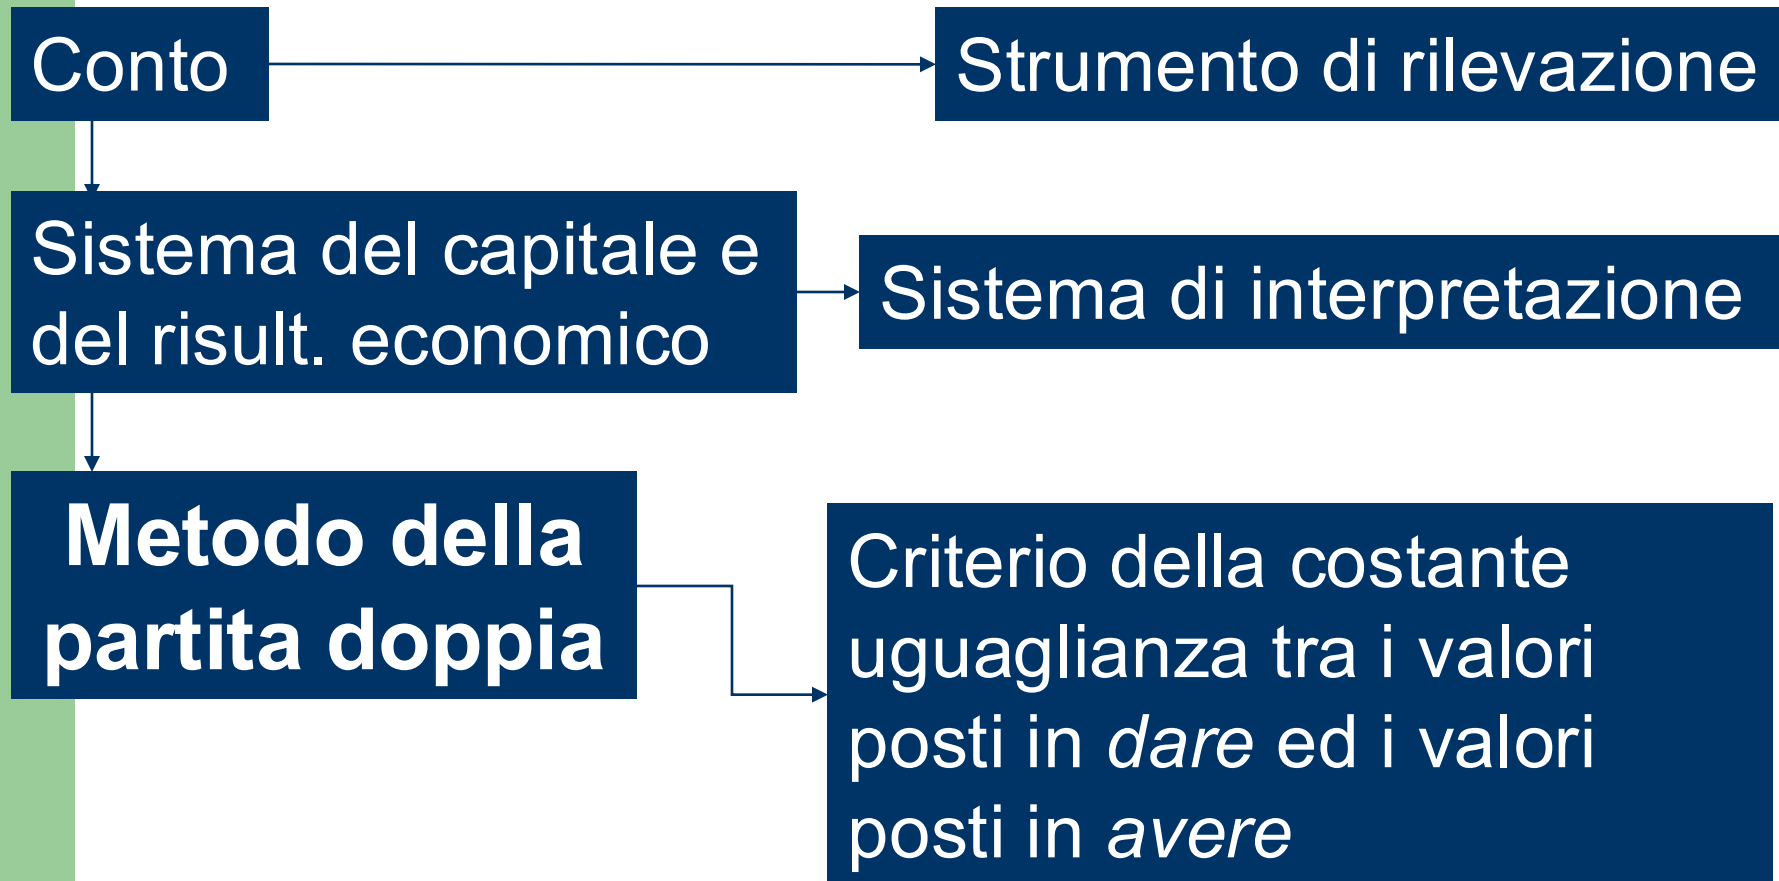 Conto
Strumento di rilevazione
Sistema del capitale e
del risult. economico
Sistema di interpretazione
Metodo della
partita doppia
Criterio della costante
uguaglianza tra i valori
posti in dare ed i valori
posti in avere